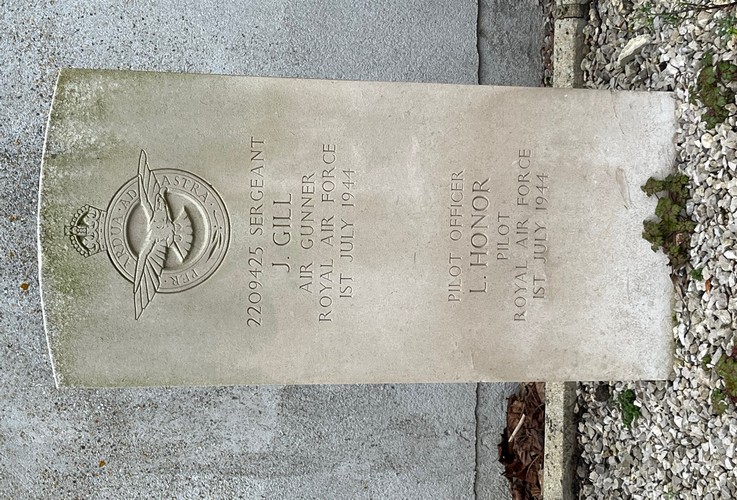 PER·ARDUA·AD·ASTRA
2209425 SERGEANT
J. GILL
AIR GUNNER
ROYAL AIR FORCE
1ST JULY 1944
PILOT OFFICER
L. HONOR
PILOT
ROYAL AIR FORCE
1ST JULY 1944